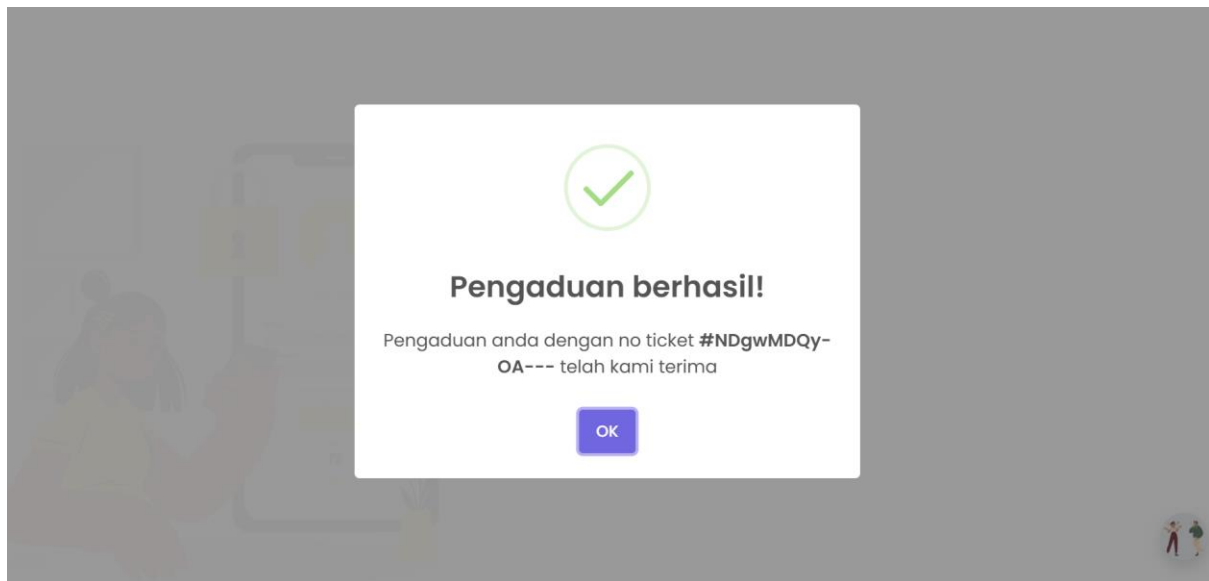 Pengaduan berhasil!
Pengaduan anda dengan no ticket #NDgwMDQy-
OA--- telah kami terima
OK